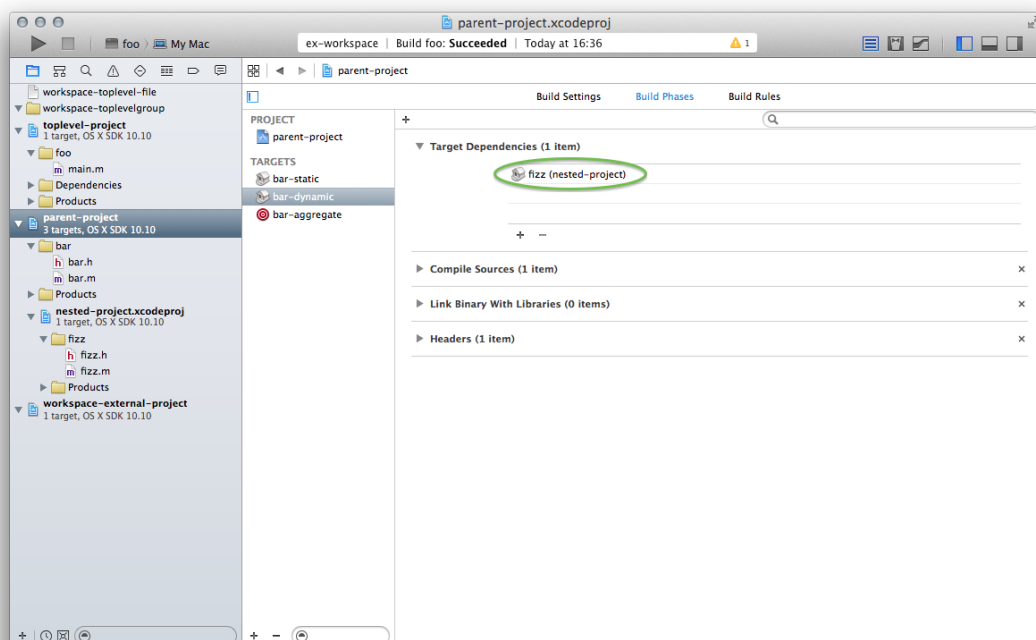 parent-project.xcodeproj
foo My Mac
ex-workspace Build foo: Succeeded Today at 16:36 1
parent-project
workspace-toplevel-file
workspace-toplevelgroup
toplevel-project
1 target, OS X SDK 10.10
foo
m main.m
Dependencies
Products
parent-project
3 targets, OS X SDK 10.10
bar
h bar.h
m bar.m
Products
nested-project.xcodeproj
1 target, OS X SDK 10.10
fizz
h fizz.h
m fizz.m
Products
workspace-external-project
1 target, OS X SDK 10.10
PROJECT
parent-project
TARGETS
bar-static
bar-dynamic
bar-aggregate
Build Settings Build Phases Build Rules
Target Dependencies (1 item)
fizz (nested-project)
Compile Sources (1 item)
Link Binary With Libraries (0 items)
Headers (1 item)